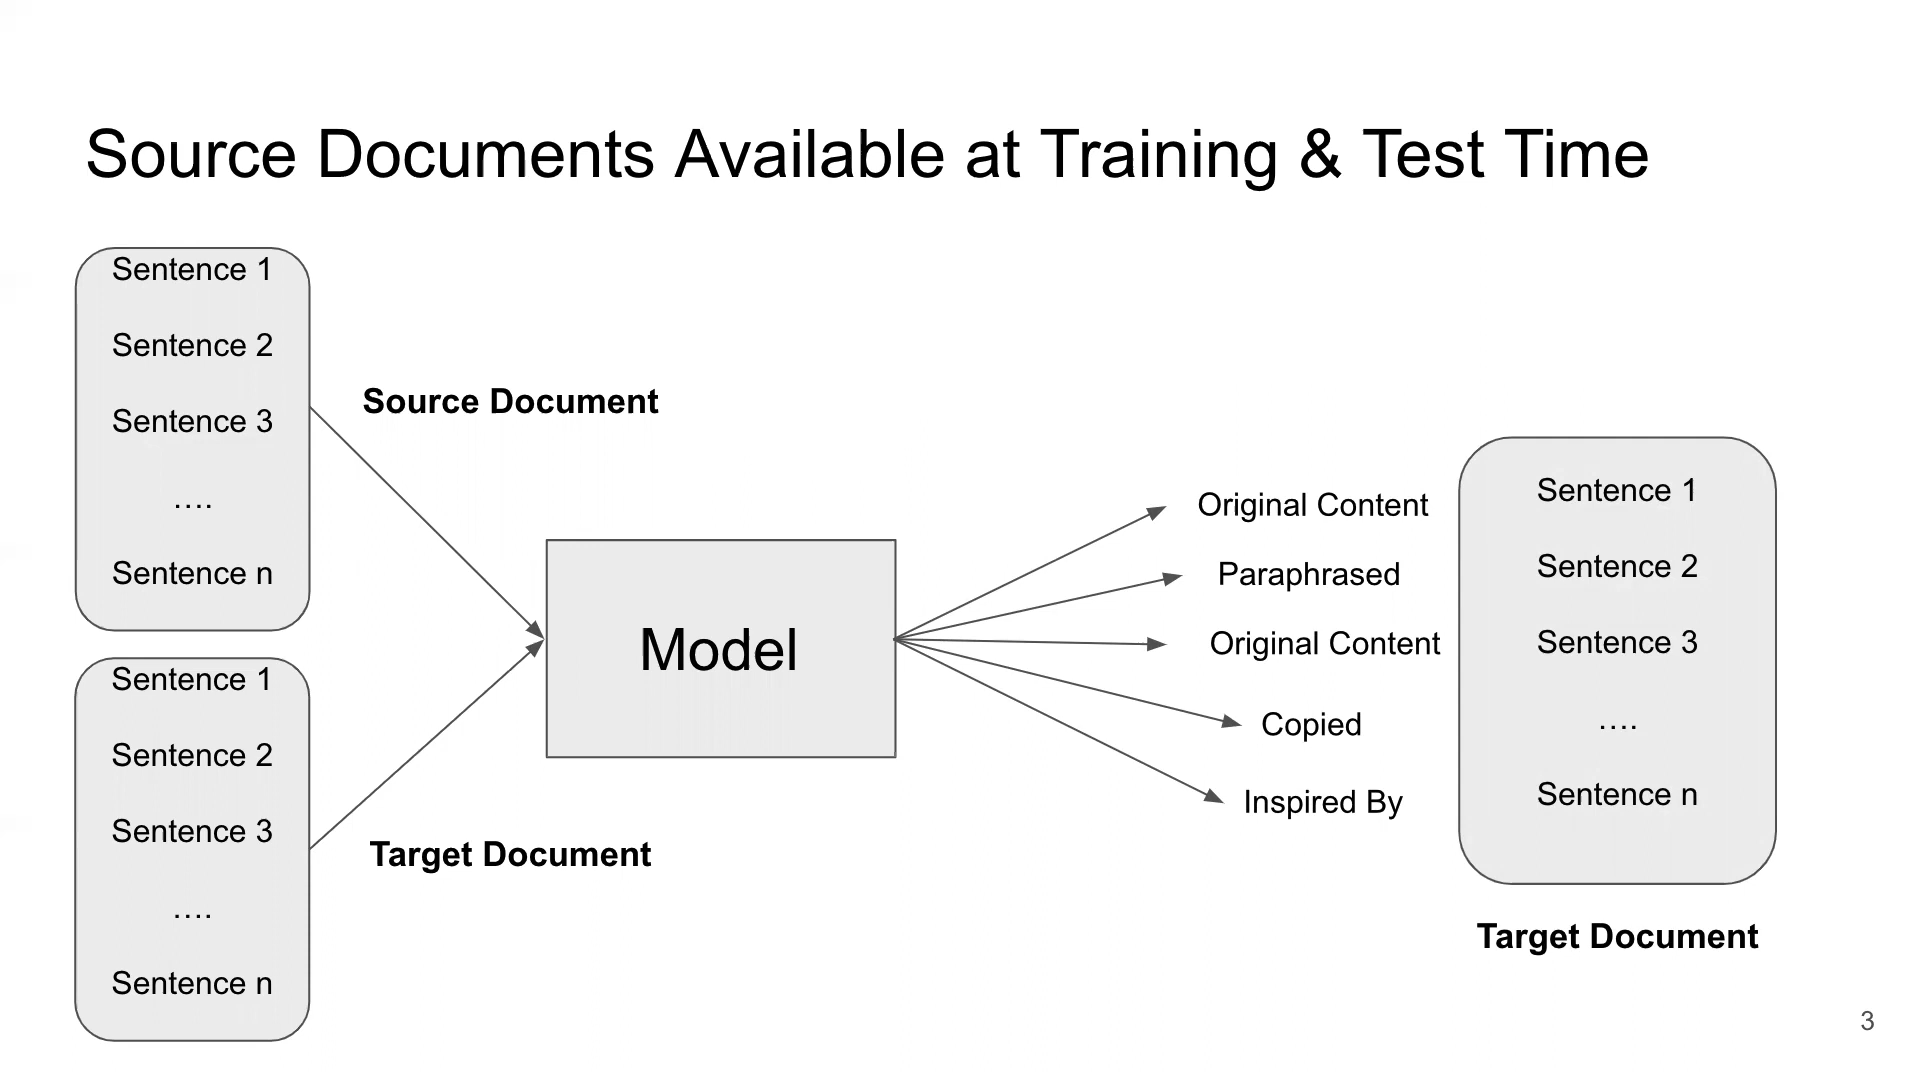 Source Documents Available at Training & Test Time
Sentence 1
Sentence 2
Sentence 3
....
Sentence n
Source Document
Sentence 1
Sentence 2
Sentence 3
....
Sentence n
Target Document
Model
Original Content
Paraphrased
Original Content
Copied
Inspired By
Sentence 1
Sentence 2
Sentence 3
....
Sentence n
Target Document
3